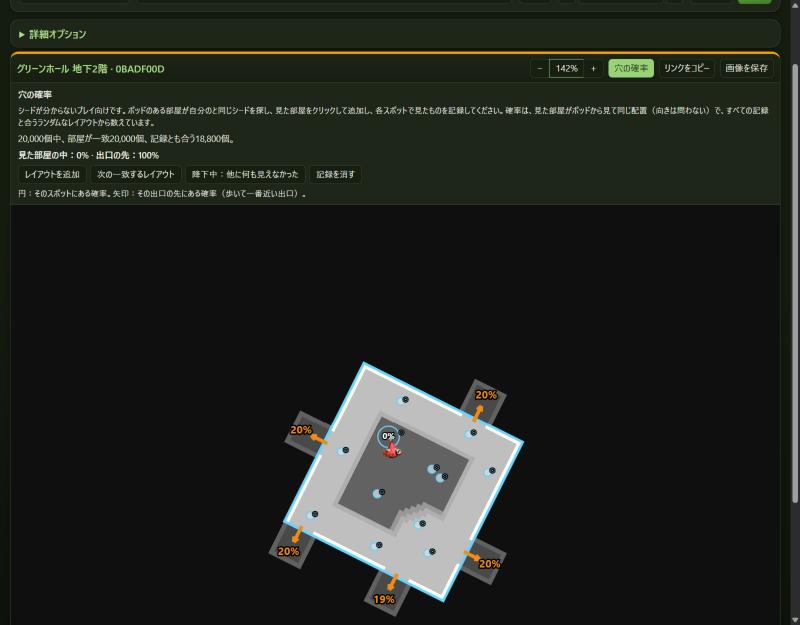 ▶ 詳細オプション
グリーンホール 地下2階 · 0BADF00D
− 142% + 穴の確率 リンクをコピー 画像を保存
穴の確率
シードが分からないプレイ向けです。ポッドのある部屋が自分のと同じシードを探し、見た部屋をクリックして追加し、各スポットで見たものを記録してください。確率は、見た部屋がポッドから見て同じ配置（向きは問わない）で、すべての記録
と合うランダムなレイアウトから数えています。
20,000個中、部屋が一致20,000個、記録とも合う18,800個。
見た部屋の中：0% · 出口の先：100%
レイアウトを追加 次の一致するレイアウト 降下中：他に何も見えなかった 記録を消す
円：そのスポットにある確率。矢印：その出口の先にある確率（歩いて一番近い出口）。
20%
20%
0%
20%
20%
19%